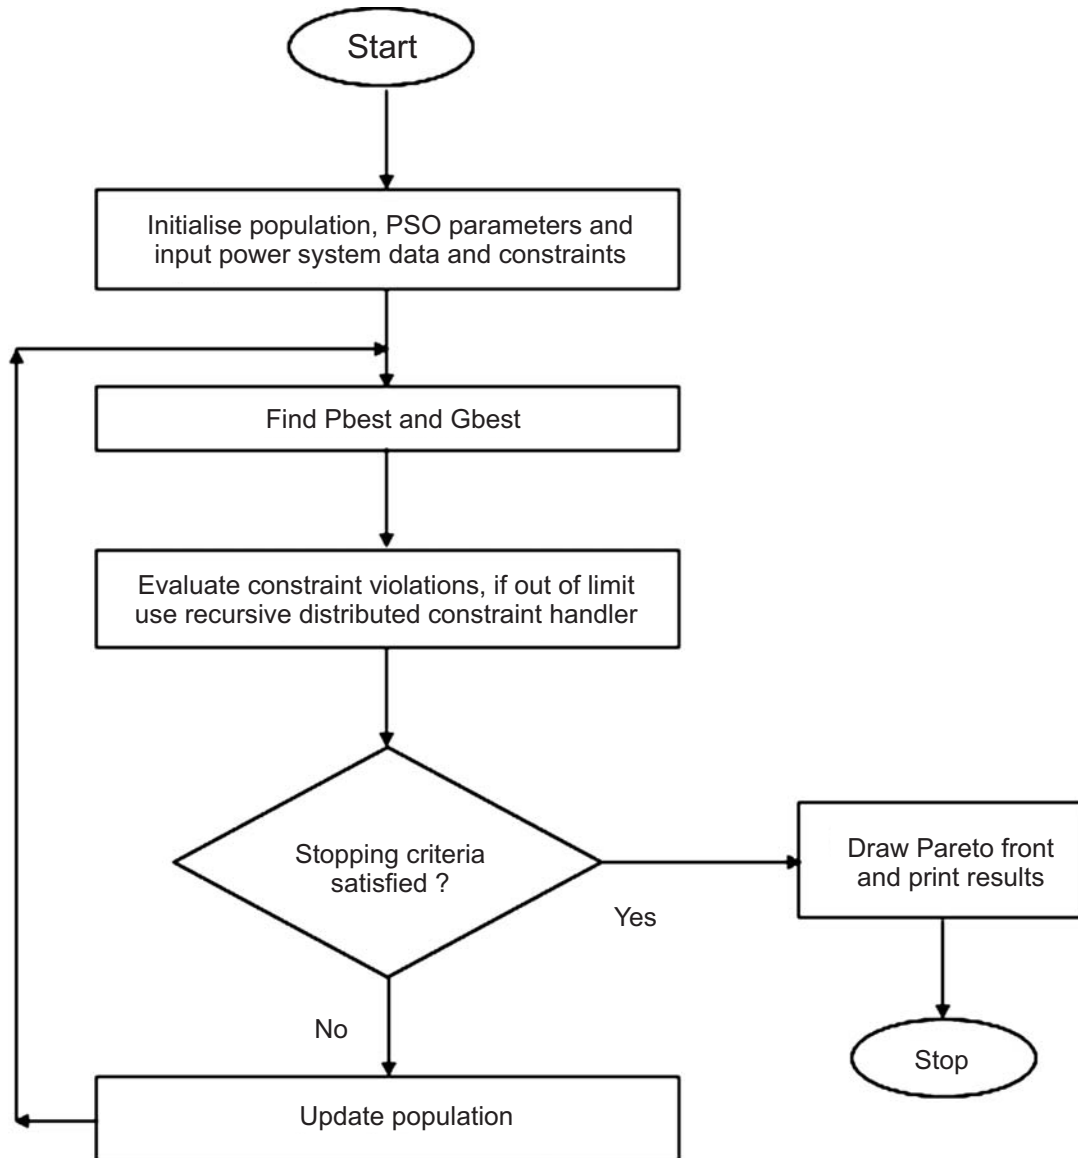 Start
Initialise population, PSO parameters and
input power system data and constraints
Find Pbest and Gbest
Evaluate constraint violations, if out of limit
use recursive distributed constraint handler
Stopping criteria
satisfied ?
Yes
Draw Pareto front
and print results
No
Stop
Update population